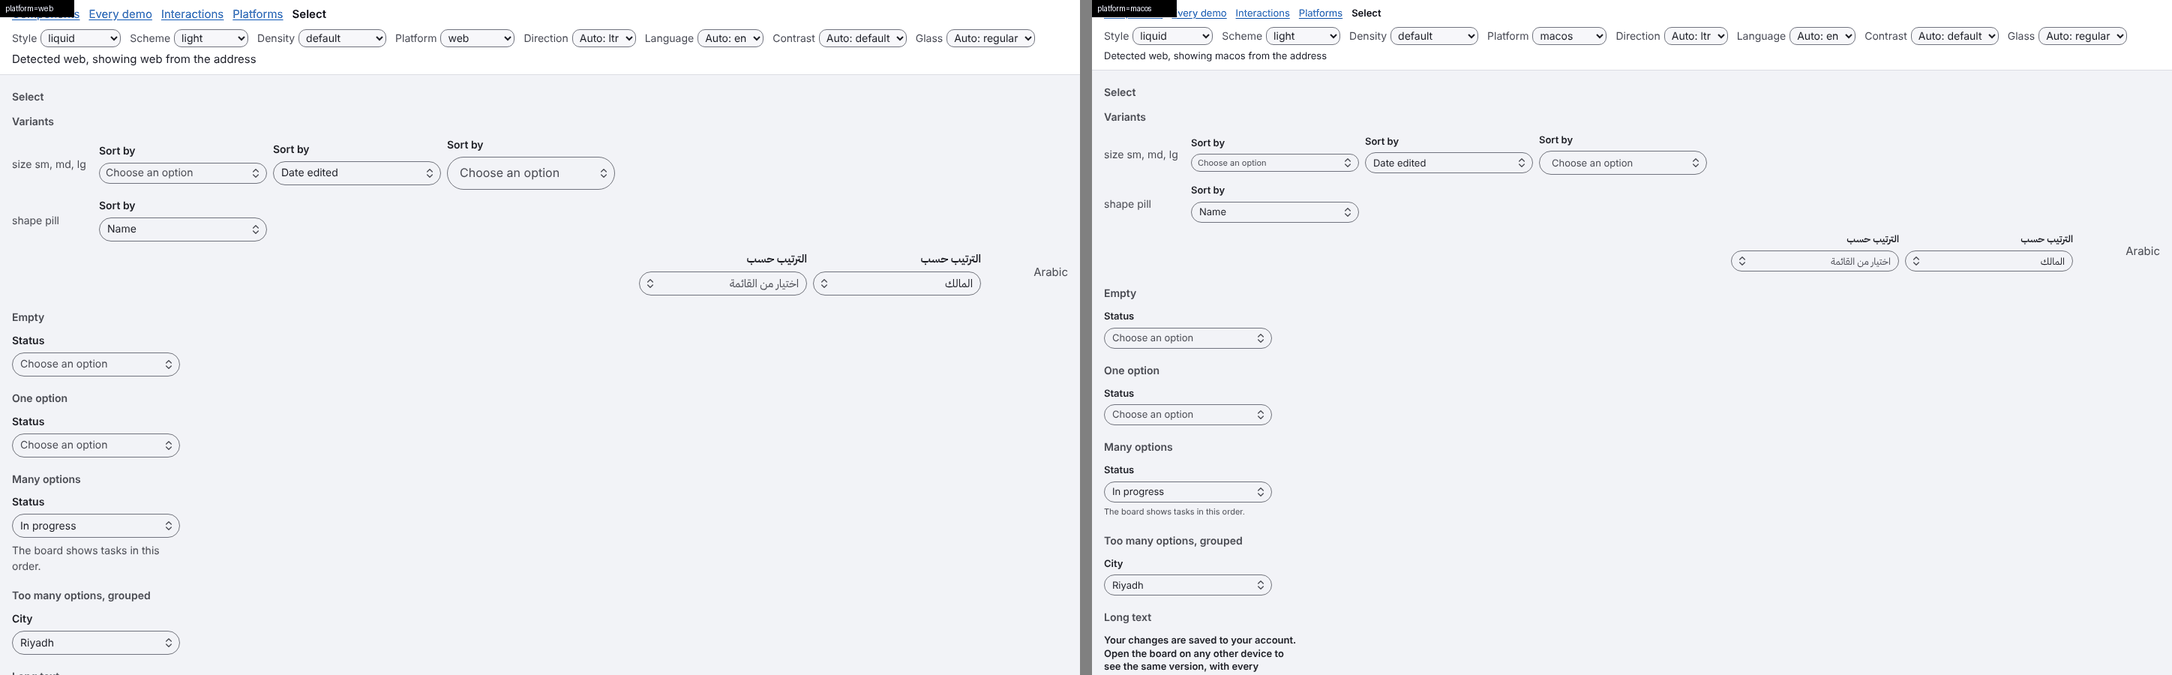 platform=web
Every demo Interactions Platforms Select
Style liquid Scheme light Density default Platform web Direction Auto: ltr Language Auto: en Contrast Auto: default Glass Auto: regular
Detected web, showing web from the address
Select
Variants
size sm, md, lg
Sort by
Choose an option
Sort by
Date edited
Sort by
Choose an option
shape pill
Sort by
Name
Arabic
الترتيب حسب
المالك
الترتيب حسب
اختيار من القائمة
Empty
Status
Choose an option
One option
Status
Choose an option
Many options
Status
In progress
The board shows tasks in this
order.
Too many options, grouped
City
Riyadh
platform=macos
Every demo Interactions Platforms Select
Style liquid Scheme light Density default Platform macos Direction Auto: ltr Language Auto: en Contrast Auto: default Glass Auto: regular
Detected web, showing macos from the address
Select
Variants
size sm, md, lg
Sort by
Choose an option
Sort by
Date edited
Sort by
Choose an option
shape pill
Sort by
Name
Arabic
الترتيب حسب
المالك
الترتيب حسب
اختيار من القائمة
Empty
Status
Choose an option
One option
Status
Choose an option
Many options
Status
In progress
The board shows tasks in this order.
Too many options, grouped
City
Riyadh
Long text
Your changes are saved to your account.
Open the board on any other device to
see the same version, with every